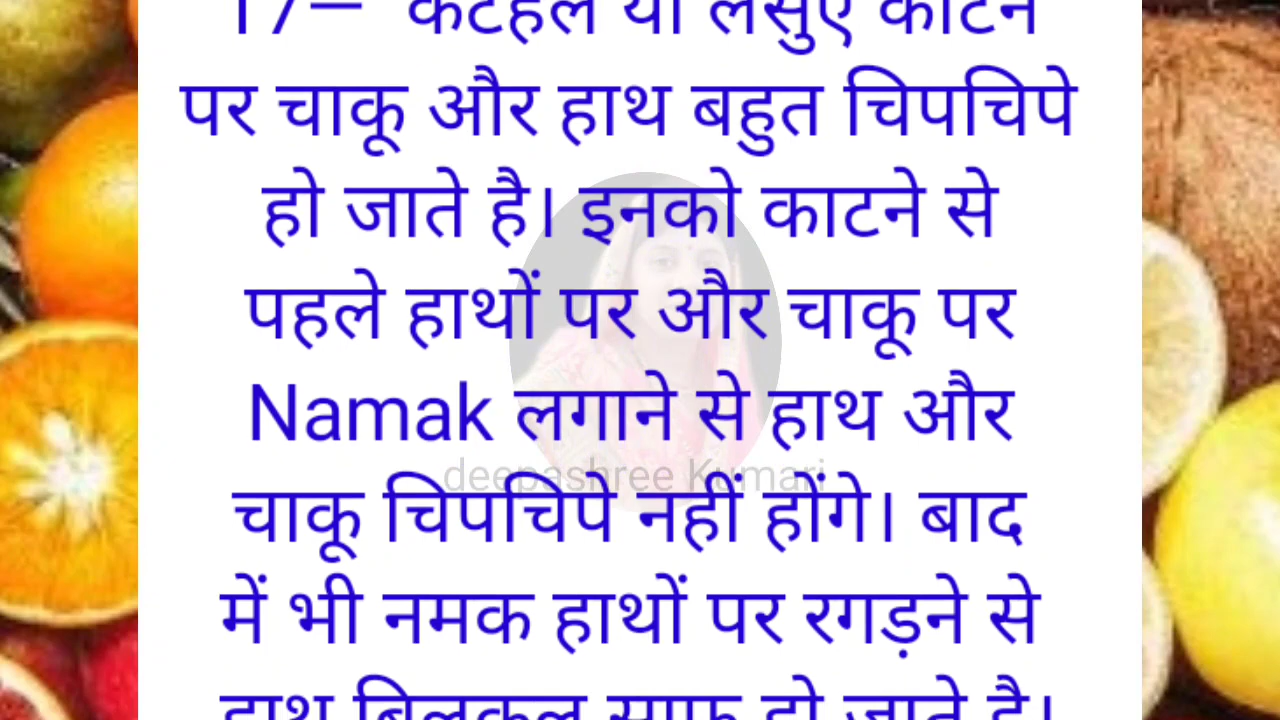 17– कटहल या लसुए काटने
पर चाकू और हाथ बहुत चिपचिपे
हो जाते है। इनको काटने से
पहले हाथों पर और चाकू पर
Namak लगाने से हाथ और
deepashree Kumari
चाकू चिपचिपे नहीं होंगे। बाद
में भी नमक हाथों पर रगड़ने से
हाथ बिलकुल साफ हो जाते है।